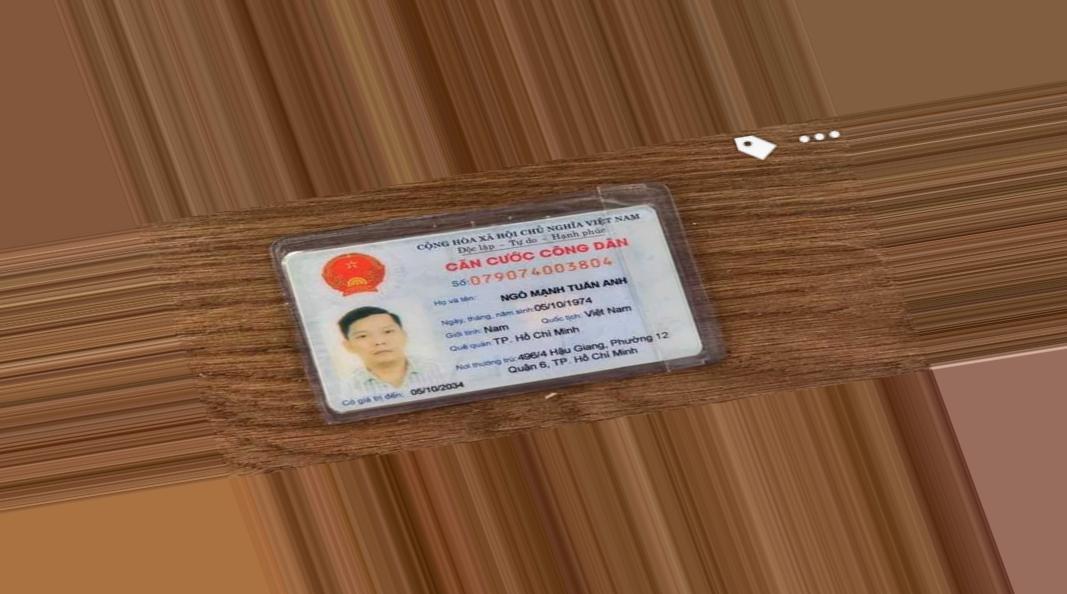 CỘNG HÒA XÃ HỘI CHỦ NGHĨA VIỆT NAM
Độc lập - Tự do - Hạnh phúc
CĂN CƯỚC CÔNG DÂN
Số: 079074003804
Họ và tên: NGÔ MẠNH TUẤN ANH
Ngày, tháng, năm sinh: 05/10/1974
Giới tính: Nam Quốc tịch: Việt Nam
Quê quán: TP. Hồ Chí Minh
Nơi thường trú: 496/4 Hậu Giang, Phường 12
Quận 6, TP. Hồ Chí Minh
Có giá trị đến: 05/10/2034